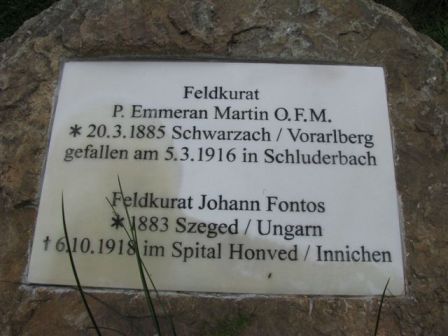 Feldkurat
P. Emmeran Martin O.F.M.
* 20.3.1885 Schwarzach / Vorarlberg
gefallen am 5.3.1916 in Schluderbach
Feldkurat Johann Fontos
* 1883 Szeged / Ungarn
† 6.10.1918 im Spital Honved / Innichen